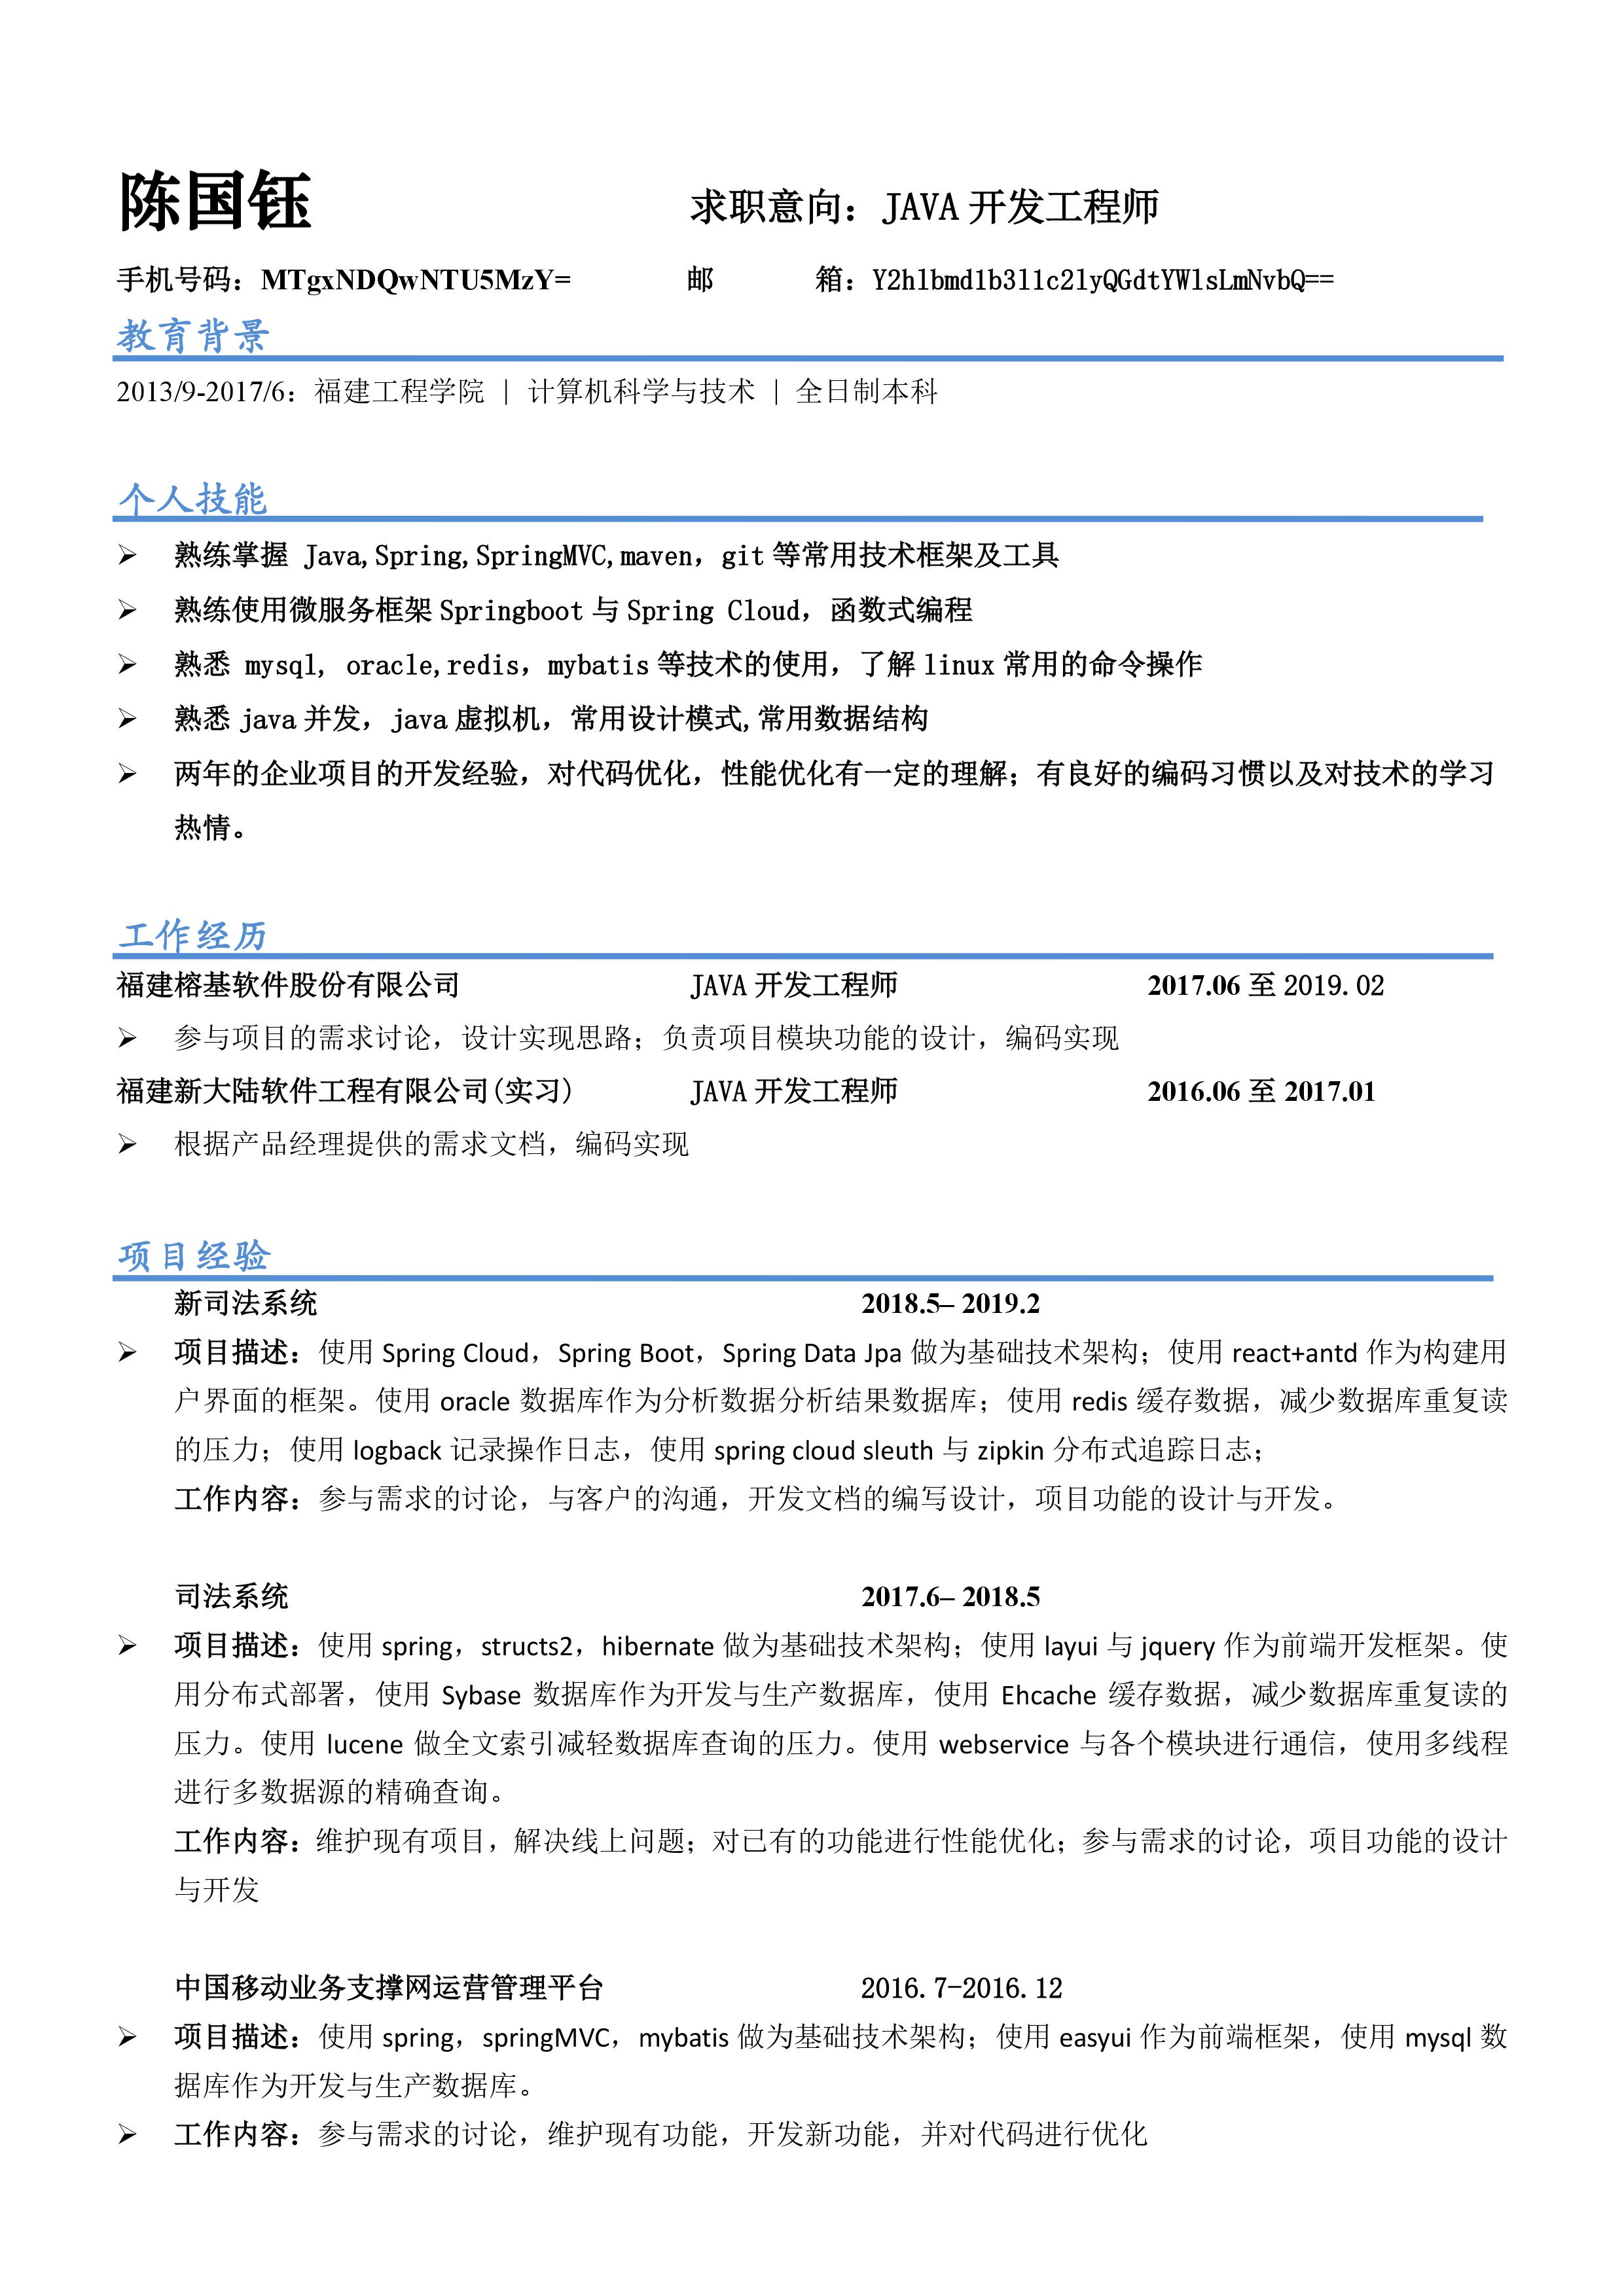 陈国钰 求职意向：JAVA 开发工程师
手机号码：MTgxNDQwNTU5MzY= 邮 箱：Y2hlbmd1b3l1c2lyQGdtYWlsLmNvbQ==
教育背景
2013/9-2017/6：福建工程学院 | 计算机科学与技术 | 全日制本科
个人技能
➢ 熟练掌握 Java,Spring,SpringMVC,maven，git 等常用技术框架及工具
➢ 熟练使用微服务框架 Springboot 与 Spring Cloud，函数式编程
➢ 熟悉 mysql, oracle,redis，mybatis 等技术的使用，了解 linux 常用的命令操作
➢ 熟悉 java 并发，java 虚拟机，常用设计模式,常用数据结构
➢ 两年的企业项目的开发经验，对代码优化，性能优化有一定的理解；有良好的编码习惯以及对技术的学习
热情。
工作经历
福建榕基软件股份有限公司 JAVA 开发工程师 2017.06 至 2019.02
➢ 参与项目的需求讨论，设计实现思路；负责项目模块功能的设计，编码实现
福建新大陆软件工程有限公司(实习) JAVA 开发工程师 2016.06 至 2017.01
➢ 根据产品经理提供的需求文档，编码实现
项目经验
新司法系统 2018.5– 2019.2
➢ 项目描述：使用 Spring Cloud，Spring Boot，Spring Data Jpa 做为基础技术架构；使用 react+antd 作为构建用
户界面的框架。使用 oracle 数据库作为分析数据分析结果数据库；使用 redis 缓存数据，减少数据库重复读
的压力；使用 logback 记录操作日志，使用 spring cloud sleuth 与 zipkin 分布式追踪日志；
工作内容：参与需求的讨论，与客户的沟通，开发文档的编写设计，项目功能的设计与开发。
司法系统 2017.6– 2018.5
➢ 项目描述：使用 spring，structs2，hibernate 做为基础技术架构；使用 layui 与 jquery 作为前端开发框架。使
用分布式部署，使用 Sybase 数据库作为开发与生产数据库，使用 Ehcache 缓存数据，减少数据库重复读的
压力。使用 lucene 做全文索引减轻数据库查询的压力。使用 webservice 与各个模块进行通信，使用多线程
进行多数据源的精确查询。
工作内容：维护现有项目，解决线上问题；对已有的功能进行性能优化；参与需求的讨论，项目功能的设计
与开发
中国移动业务支撑网运营管理平台 2016.7-2016.12
➢ 项目描述：使用 spring，springMVC，mybatis 做为基础技术架构；使用 easyui 作为前端框架，使用 mysql 数
据库作为开发与生产数据库。
➢ 工作内容：参与需求的讨论，维护现有功能，开发新功能，并对代码进行优化